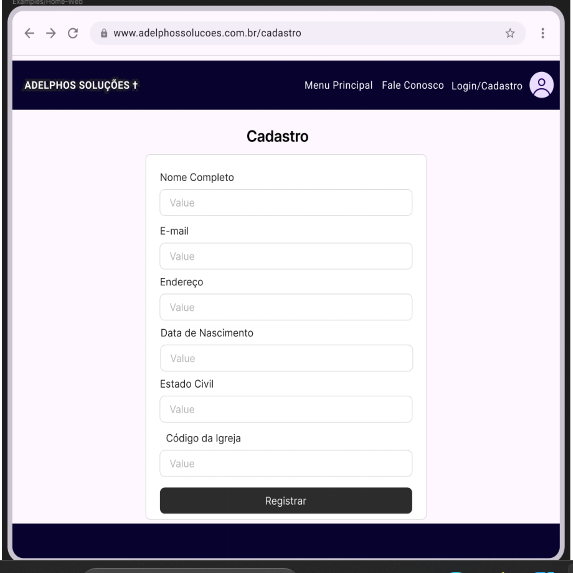 Examples/Home-Web
www.adelphossolucoes.com.br/cadastro
ADELPHOS SOLUÇÕES ✝ Menu Principal Fale Conosco Login/Cadastro
Cadastro
Nome Completo
Value
E-mail
Value
Endereço
Value
Data de Nascimento
Value
Estado Civil
Value
Código da Igreja
Value
Registrar